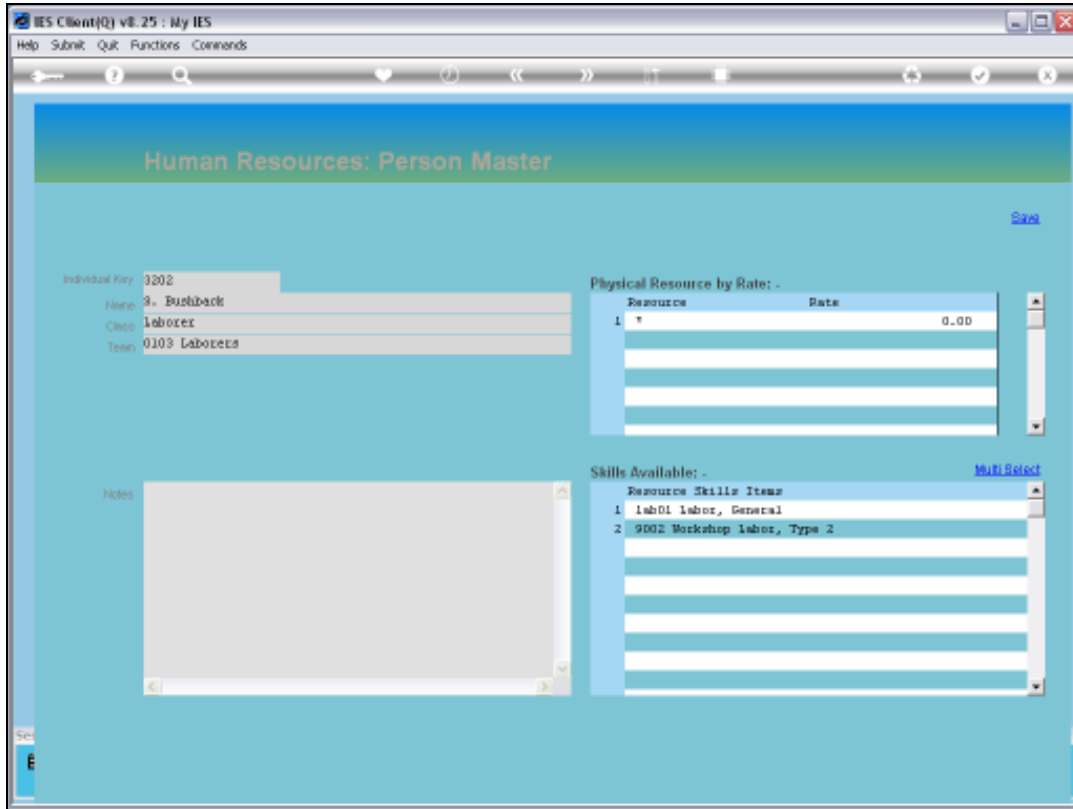 IES Client(Q) v8.25 : My IES
Help Submit Quit Functions Commands
Human Resources: Person Master
Save
Individual Key 3202
Name S. Bushback
Class Laborer
Team 0103 Laborers
Physical Resource by Rate: -
Resource Rate
1 * 0.00
Skills Available: -
Multi Select
Notes
Resource Skills Items
1 lab01 labor, General
2 9002 Workshop labor, Type 2